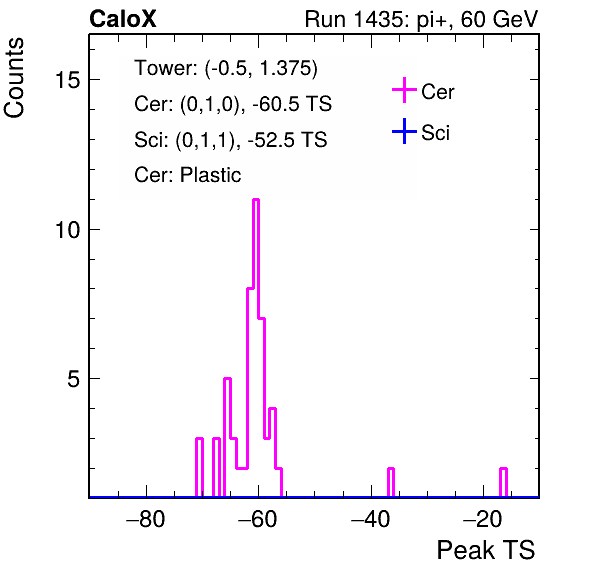 CaloX Run 1435: pi+, 60 GeV
Counts
Tower: (-0.5, 1.375)
Cer: (0,1,0), -60.5 TS
Sci: (0,1,1), -52.5 TS
Cer: Plastic
Cer
Sci
15
10
5
−80 −60 −40 −20
Peak TS